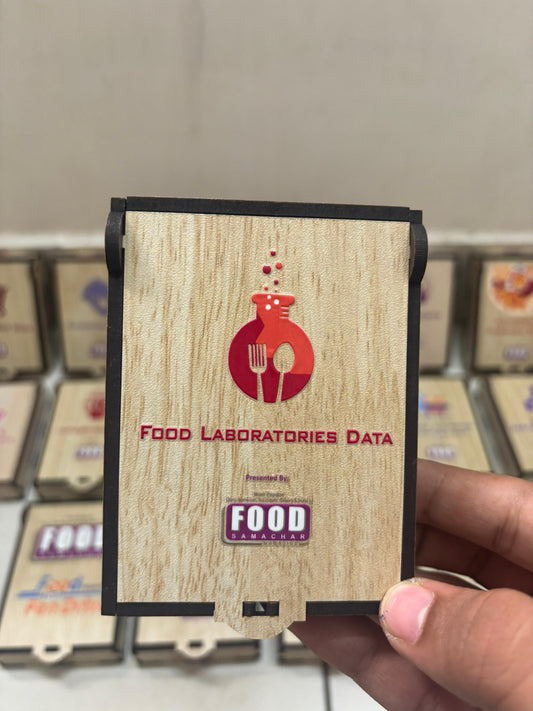 FOOD LABORATORIES DATA
Presented By:
FOOD
SAMACHAR
FOOD